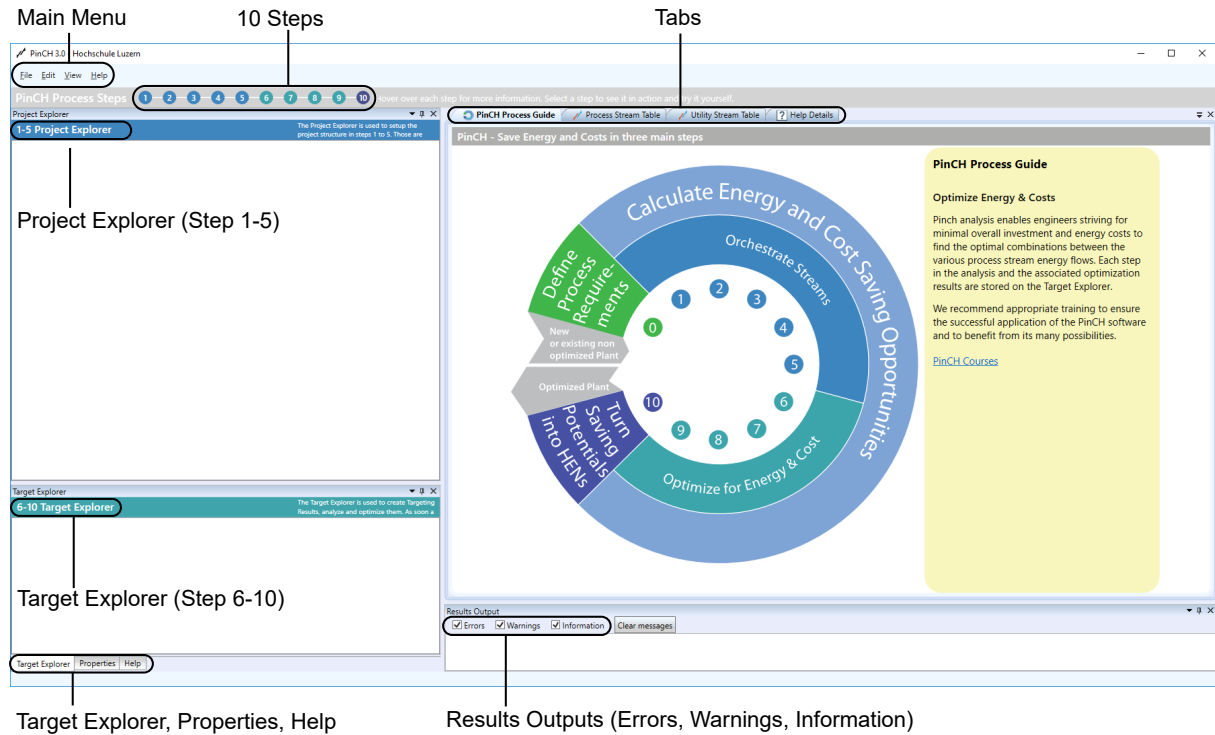 Main Menu
10 Steps
Tabs
PinCH 3.0 - Hochschule Luzern
File Edit View Help
PinCH Process Steps 1 2 3 4 5 6 7 8 9 10 Hover over each step for more information. Select a step to see it in action and try it yourself.
Project Explorer
1-5 Project Explorer
The Project Explorer is used to setup the
project structure in steps 1 to 5. Those are
Project Explorer (Step 1-5)
Target Explorer
6-10 Target Explorer
The Target Explorer is used to create Targeting
Results, analyze and optimize them. As soon a
Target Explorer (Step 6-10)
Target Explorer Properties Help
Target Explorer, Properties, Help
PinCH Process Guide Process Stream Table Utility Stream Table ? Help Details
PinCH - Save Energy and Costs in three main steps
Calculate Energy and Cost Saving Opportunities
Orchestrate Streams
Define
Process
Require-
ments
New
or existing non
optimized Plant
Optimized Plant
Turn
Saving
Potentials
into HENs
Optimize for Energy & Cost
0
1
2
3
4
5
6
7
8
9
10
PinCH Process Guide
Optimize Energy & Costs
Pinch analysis enables engineers striving for
minimal overall investment and energy costs to
find the optimal combinations between the
various process stream energy flows. Each step
in the analysis and the associated optimization
results are stored on the Target Explorer.
We recommend appropriate training to ensure
the successful application of the PinCH software
and to benefit from its many possibilities.
PinCH Courses
Results Output
Errors Warnings Information Clear messages
Results Outputs (Errors, Warnings, Information)